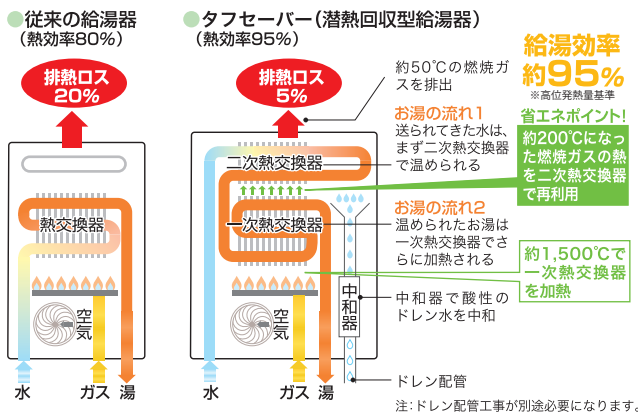 ●従来の給湯器
（熱効率80%）
排熱ロス
20%
熱交換器
空気
水
ガス
湯
●タフセーバー（潜熱回収型給湯器）
（熱効率95%）
排熱ロス
5%
二次熱交換器
一次熱交換器
空気
中和器
水
ガス
湯
約50℃の燃焼ガ
スを排出
お湯の流れ1
送られてきた水は、
まず二次熱交換器
で温められる
お湯の流れ2
温められたお湯は
一次熱交換器でさ
らに加熱される
中和器で酸性の
ドレン水を中和
ドレン配管
給湯効率
約95%
※高位発熱量基準
省エネポイント!
約200℃になっ
た燃焼ガスの熱
を二次熱交換器
で再利用
約1,500℃で
一次熱交換器
を加熱
注：ドレン配管工事が別途必要になります。